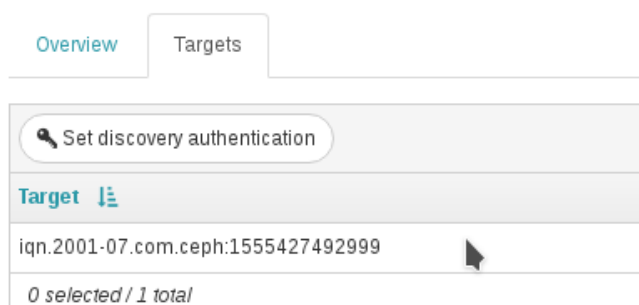 Overview Targets
Set discovery authentication
Target
iqn.2001-07.com.ceph:1555427492999
0 selected / 1 total